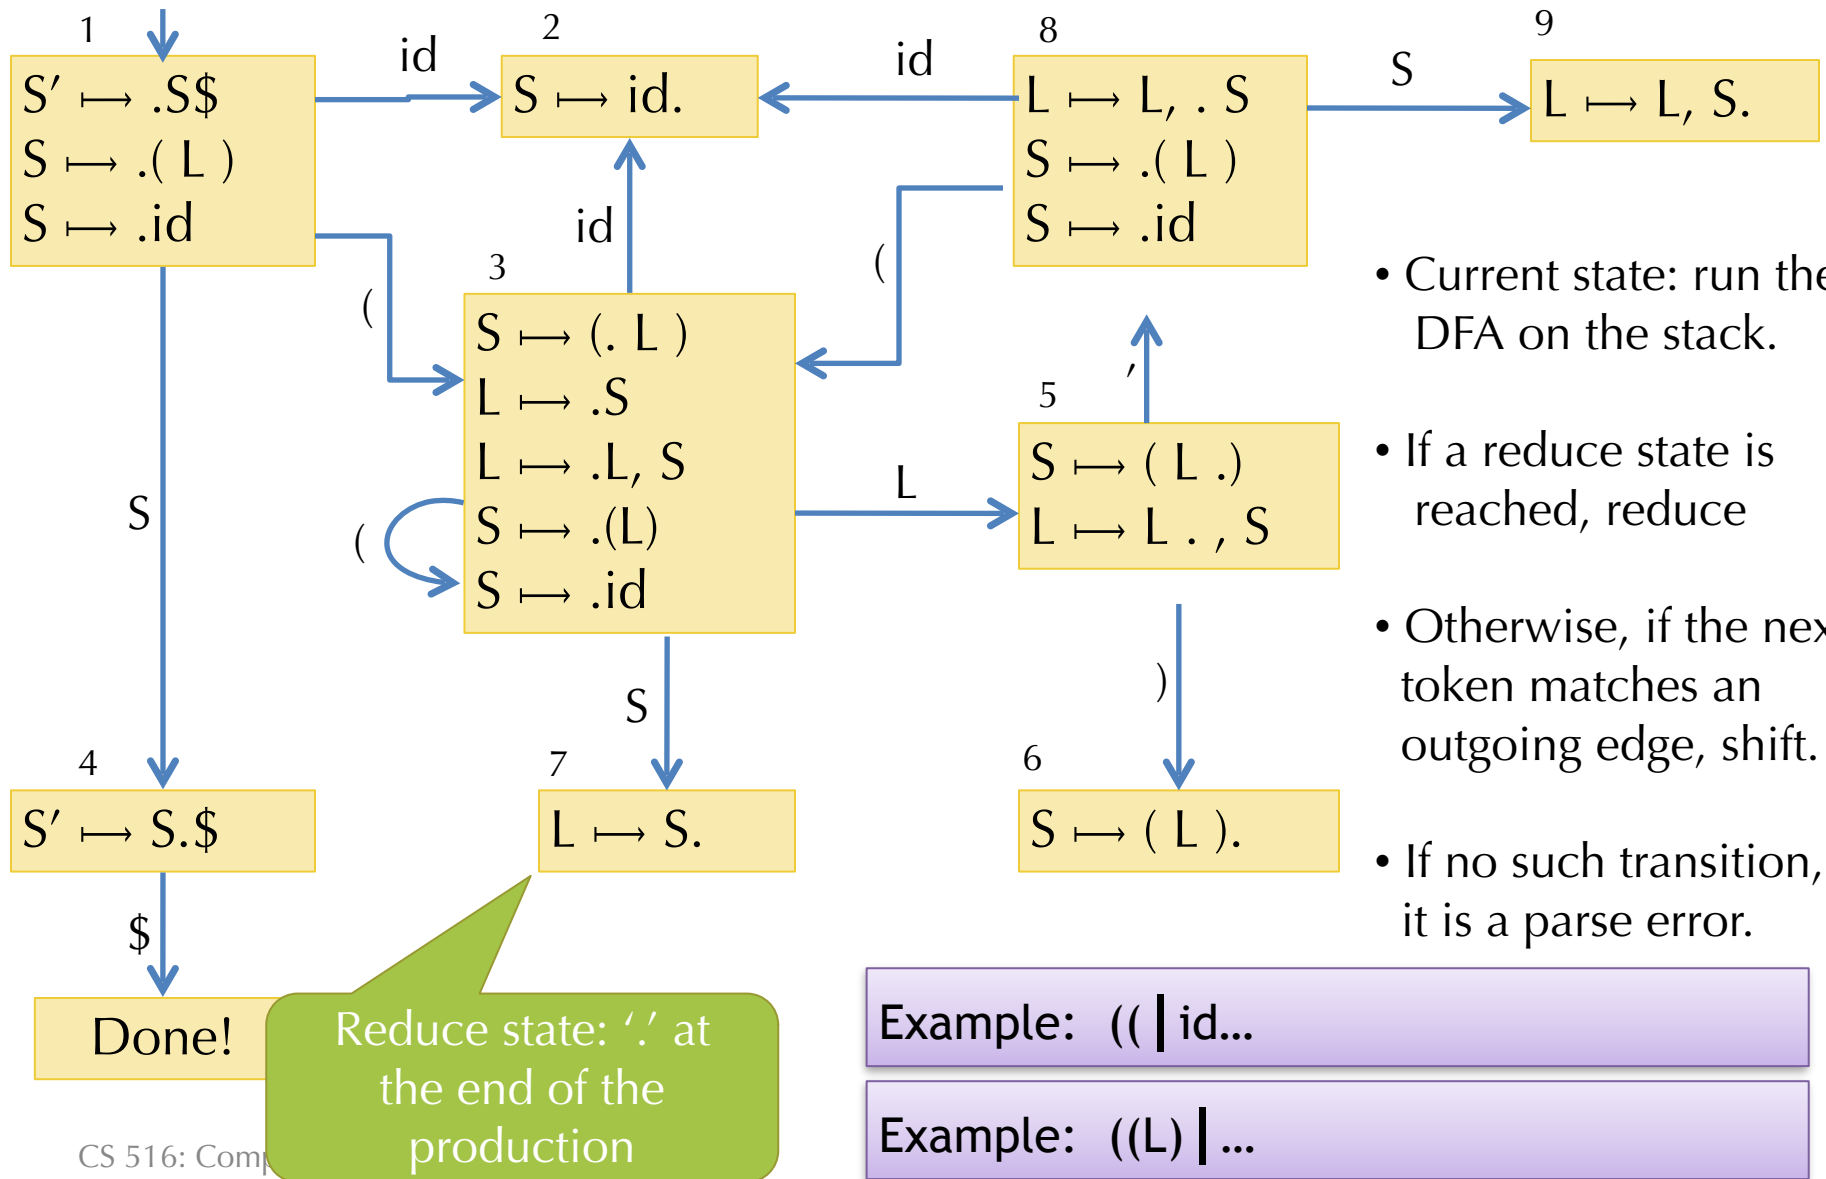 1
S′ ↦ .S$
S ↦ .( L )
S ↦ .id
id
2
S ↦ id.
id
8
L ↦ L, . S
S ↦ .( L )
S ↦ .id
S
9
L ↦ L, S.
(
id
(
3
S ↦ (. L )
L ↦ .S
L ↦ .L, S
S ↦ .(L)
S ↦ .id
(
L
,
5
S ↦ ( L .)
L ↦ L . , S
S
S
)
4
S′ ↦ S.$
7
L ↦ S.
6
S ↦ ( L ).
$
Done!
• Current state: run the
DFA on the stack.
• If a reduce state is
reached, reduce
• Otherwise, if the nex
token matches an
outgoing edge, shift.
• If no such transition,
it is a parse error.
Reduce state: ‘.’ at
the end of the
production
Example: (( | id...
Example: ((L) | ...
CS 516: Comp